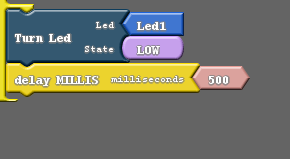 Led Led1
Turn Led
State LOW
delay MILLIS milliseconds 500